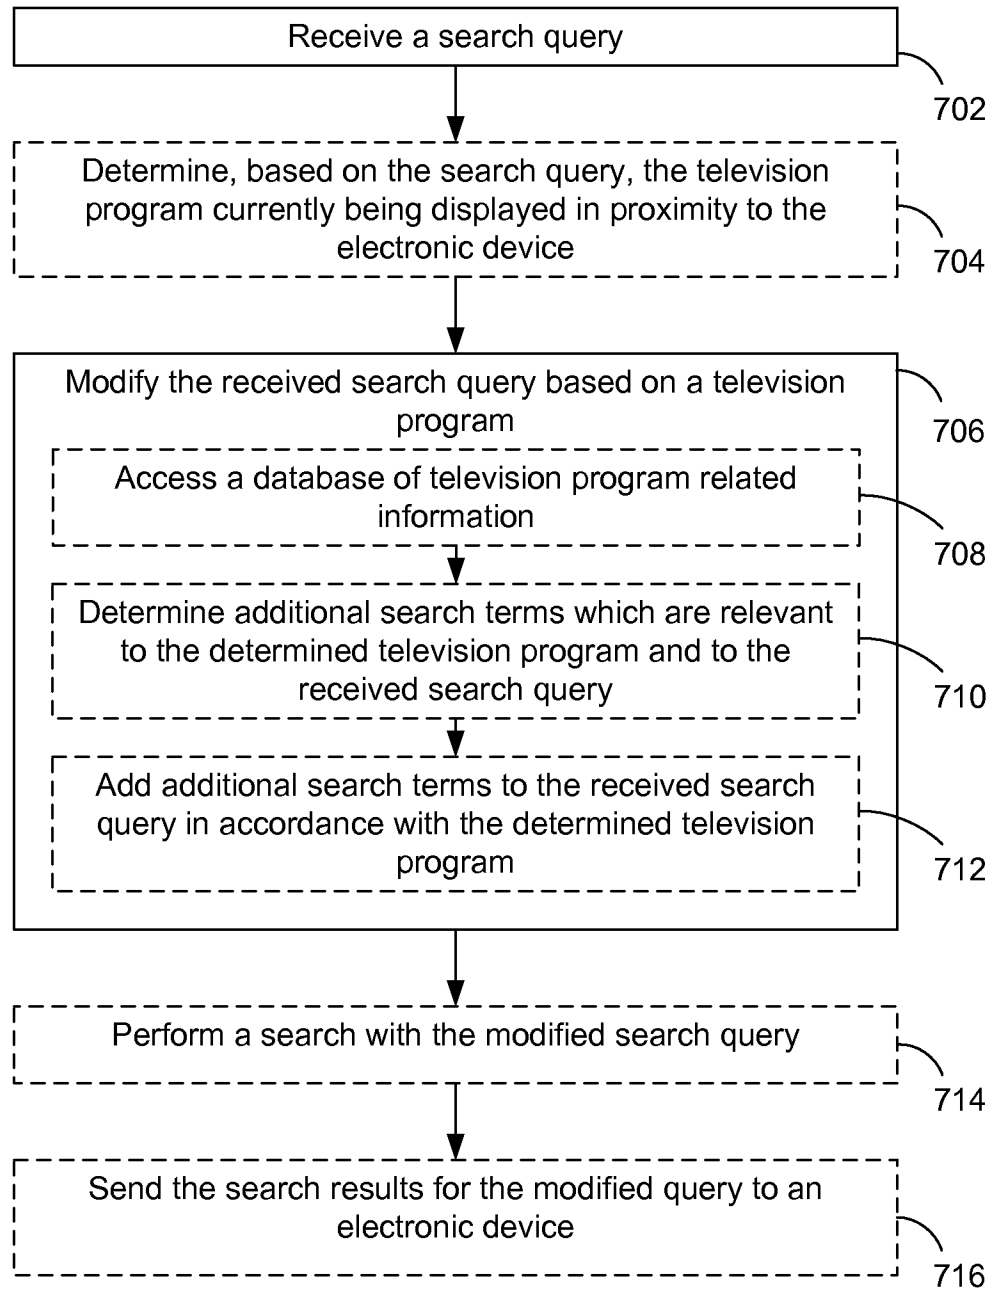 Receive a search query
702
Determine, based on the search query, the television
program currently being displayed in proximity to the
electronic device
704
Modify the received search query based on a television
program
706
Access a database of television program related
information
708
Determine additional search terms which are relevant
to the determined television program and to the
received search query
710
Add additional search terms to the received search
query in accordance with the determined television
program
712
Perform a search with the modified search query
714
Send the search results for the modified query to an
electronic device
716